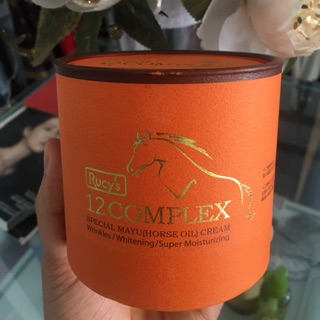 Rucy's
12.COMPLEX
SPECIAL MAYU(HORSE OIL) CREAM
Wrinkles/Whitening/Super Moisturizing